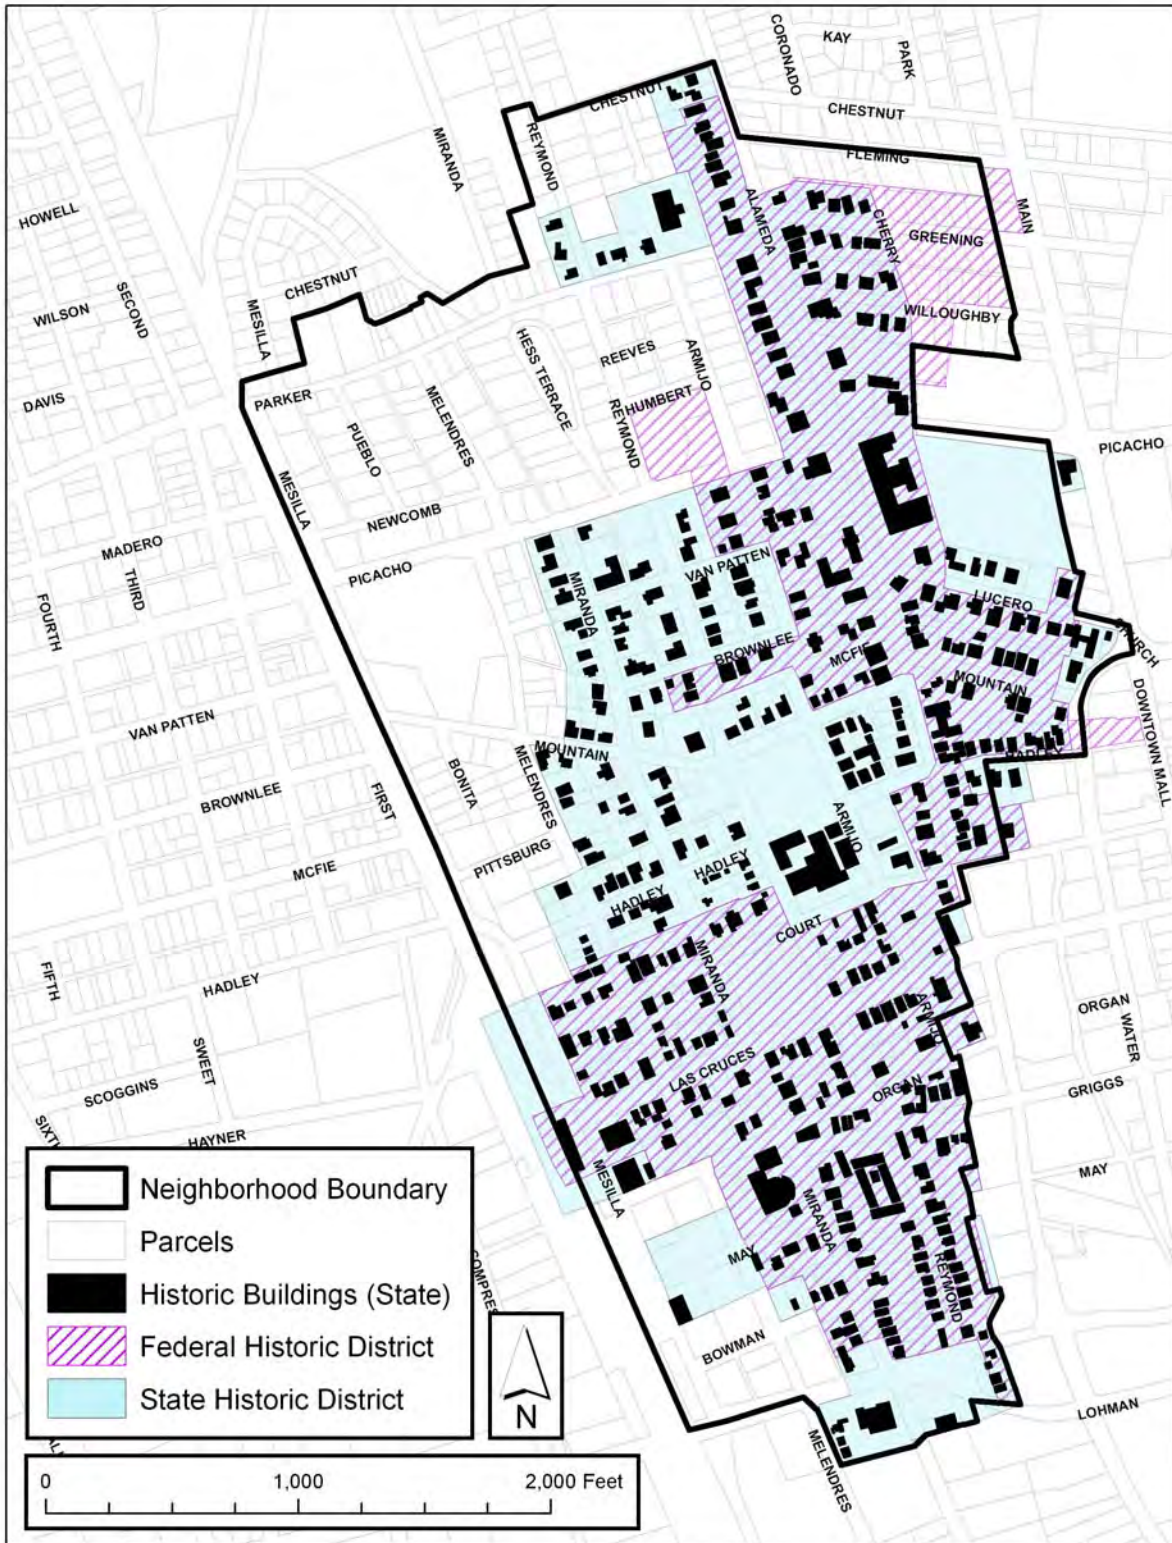 KAY
CORONADO
PARK
CHESTNUT
CHESTNUT
MIRANDA
REYMOND
FLEMING
HOWELL
ALAMEDA
CHERRY
MAIN
GREENING
CHESTNUT
SECOND
WILSON
MESILLA
WILLOUGHBY
HESS TERRACE
REEVES
ARMIJO
DAVIS
PARKER
MELENDRES
HUMBERT
REYMOND
PUEBLO
PICACHO
MESILLA
NEWCOMB
MADERO
THIRD
PICACHO
VAN PATTEN
FOURTH
MIRANDA
LUCERO
CHURCH
BROWNLEE
MCFIE
MOUNTAIN
DOWNTOWN MALL
VAN PATTEN
MOUNTAIN
HADLEY
BONITA
MELENDRES
BROWNLEE
FIRST
ARMIJO
PITTSBURG
MCFIE
HADLEY
HADLEY
COURT
FIFTH
HADLEY
MIRANDA
ARMIJO
ORGAN
WATER
SWEET
LAS CRUCES
ORGAN
GRIGGS
SCOGGINS
SIXTH
HAYNER
MAY
MESILLA
MIRANDA
MAY
REYMOND
COMPRES
BOWMAN
LOHMAN
MELENDRES
Neighborhood Boundary
Parcels
Historic Buildings (State)
Federal Historic District
State Historic District
N
0 1,000 2,000 Feet